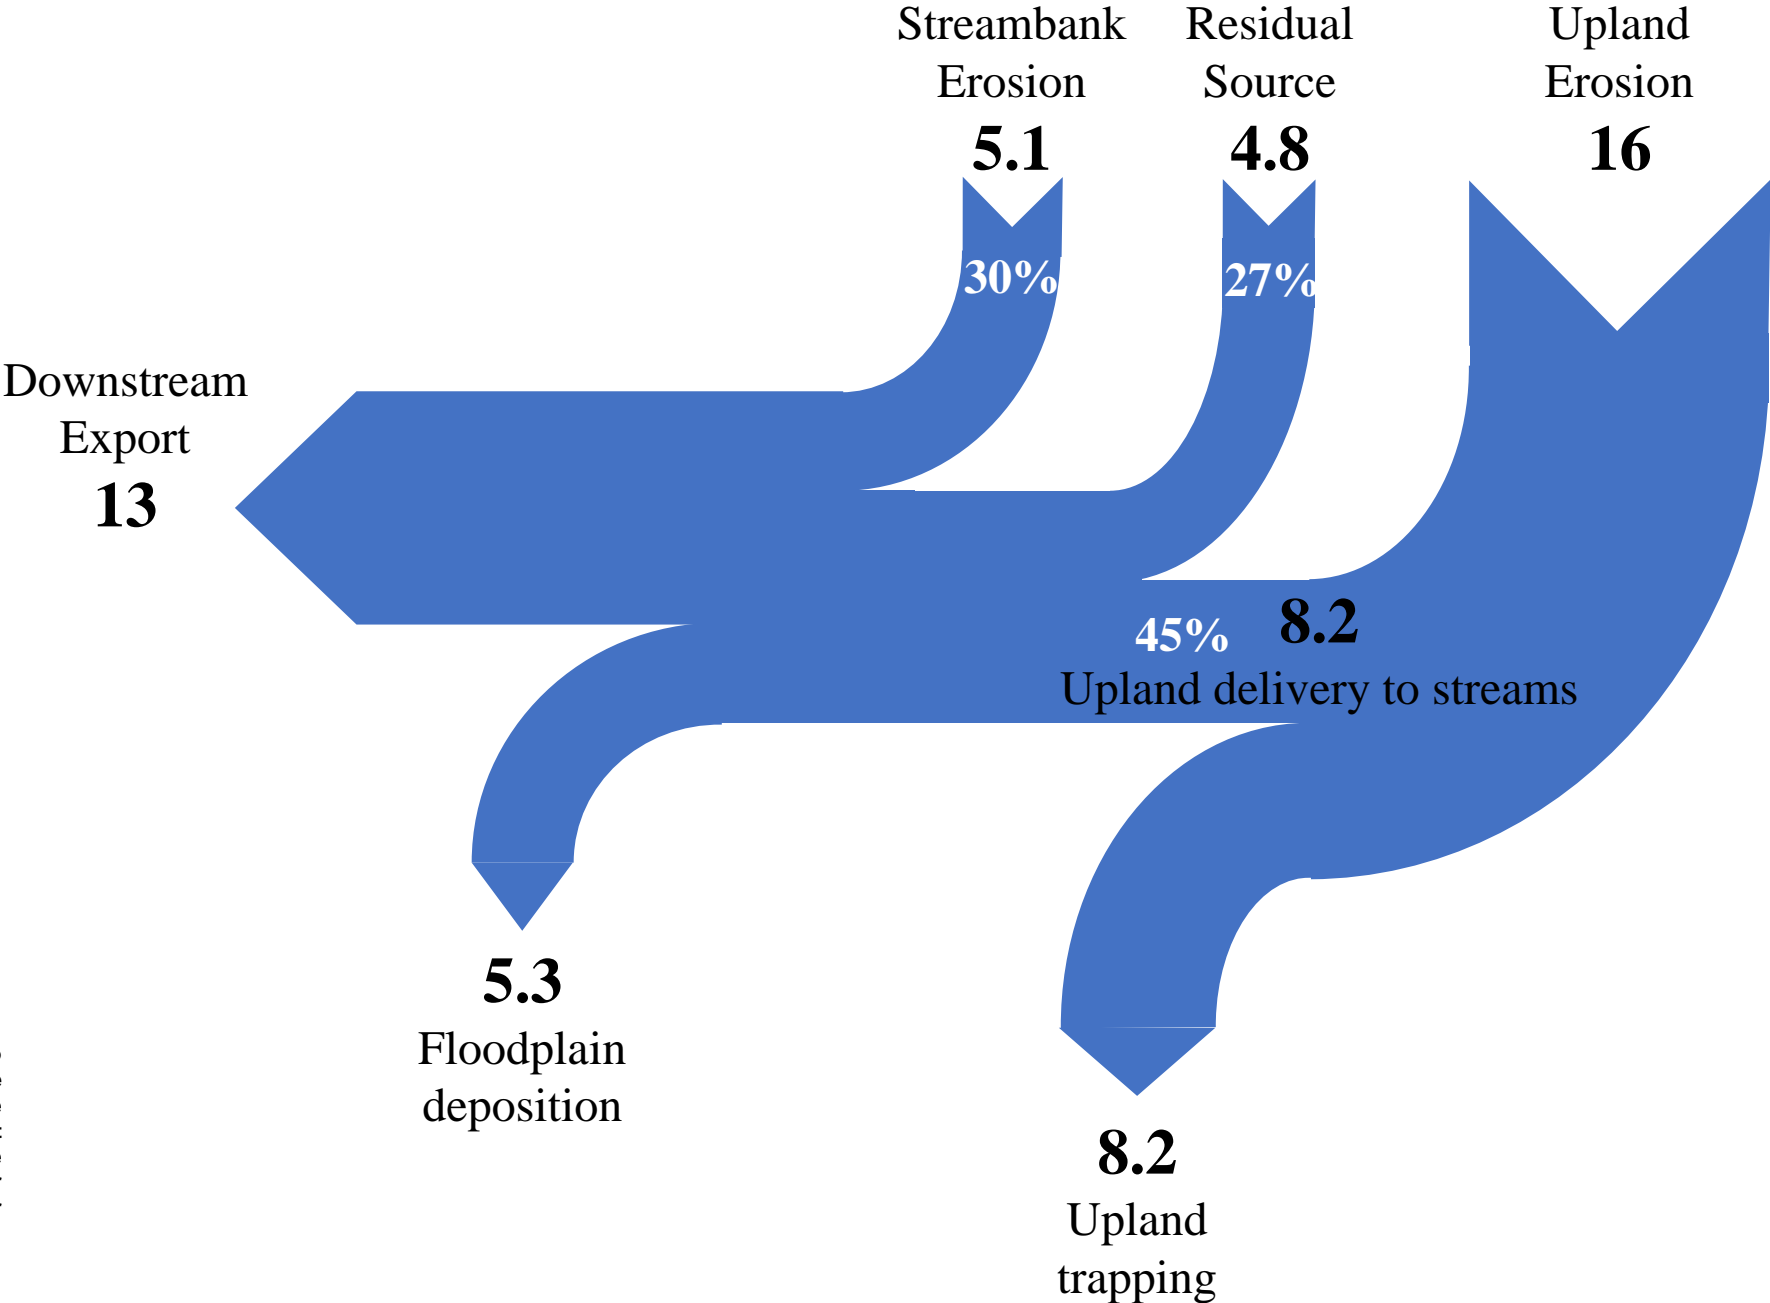 Streambank
Erosion
5.1
Residual
Source
4.8
Upland
Erosion
16
30%
27%
Downstream
Export
13
45%
8.2
Upland delivery to streams
5.3
Floodplain
deposition
8.2
Upland
trapping